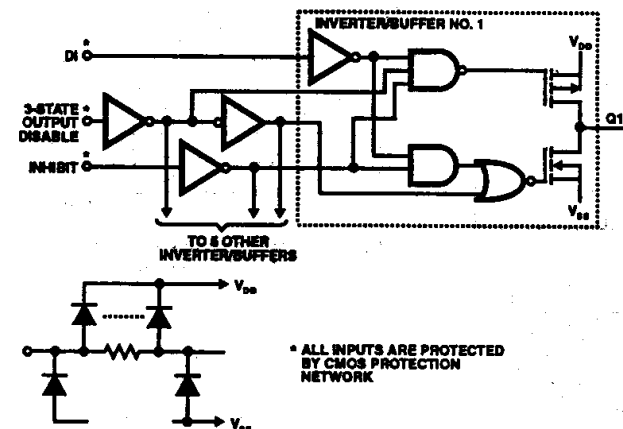 INVERTER/BUFFER NO. 1
DI *
VDD
3-STATE *
OUTPUT
DISABLE
Q1
INHIBIT *
VSS
TO 5 OTHER
INVERTER/BUFFERS
VDD
* ALL INPUTS ARE PROTECTED
BY CMOS PROTECTION
NETWORK
VSS